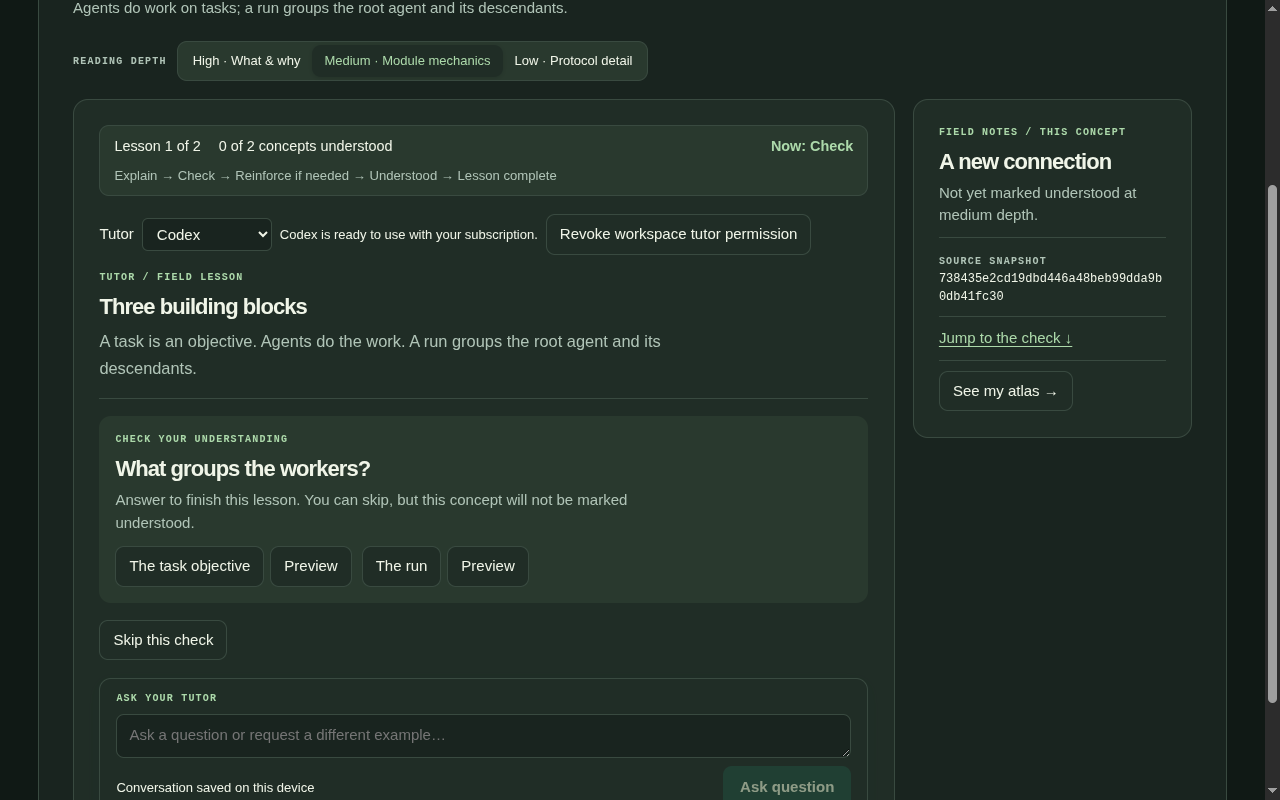 Agents do work on tasks; a run groups the root agent and its descendants.
READING DEPTH
High · What & why
Medium · Module mechanics
Low · Protocol detail
Lesson 1 of 2
0 of 2 concepts understood
Now: Check
Explain → Check → Reinforce if needed → Understood → Lesson complete
Tutor
Codex
Codex is ready to use with your subscription.
Revoke workspace tutor permission
TUTOR / FIELD LESSON
Three building blocks
A task is an objective. Agents do the work. A run groups the root agent and its
descendants.
CHECK YOUR UNDERSTANDING
What groups the workers?
Answer to finish this lesson. You can skip, but this concept will not be marked
understood.
The task objective
Preview
The run
Preview
Skip this check
ASK YOUR TUTOR
Ask a question or request a different example…
Conversation saved on this device
Ask question
FIELD NOTES / THIS CONCEPT
A new connection
Not yet marked understood at
medium depth.
SOURCE SNAPSHOT
738435e2cd19dbd446a48beb99dda9b
0db41fc30
Jump to the check ↓
See my atlas →